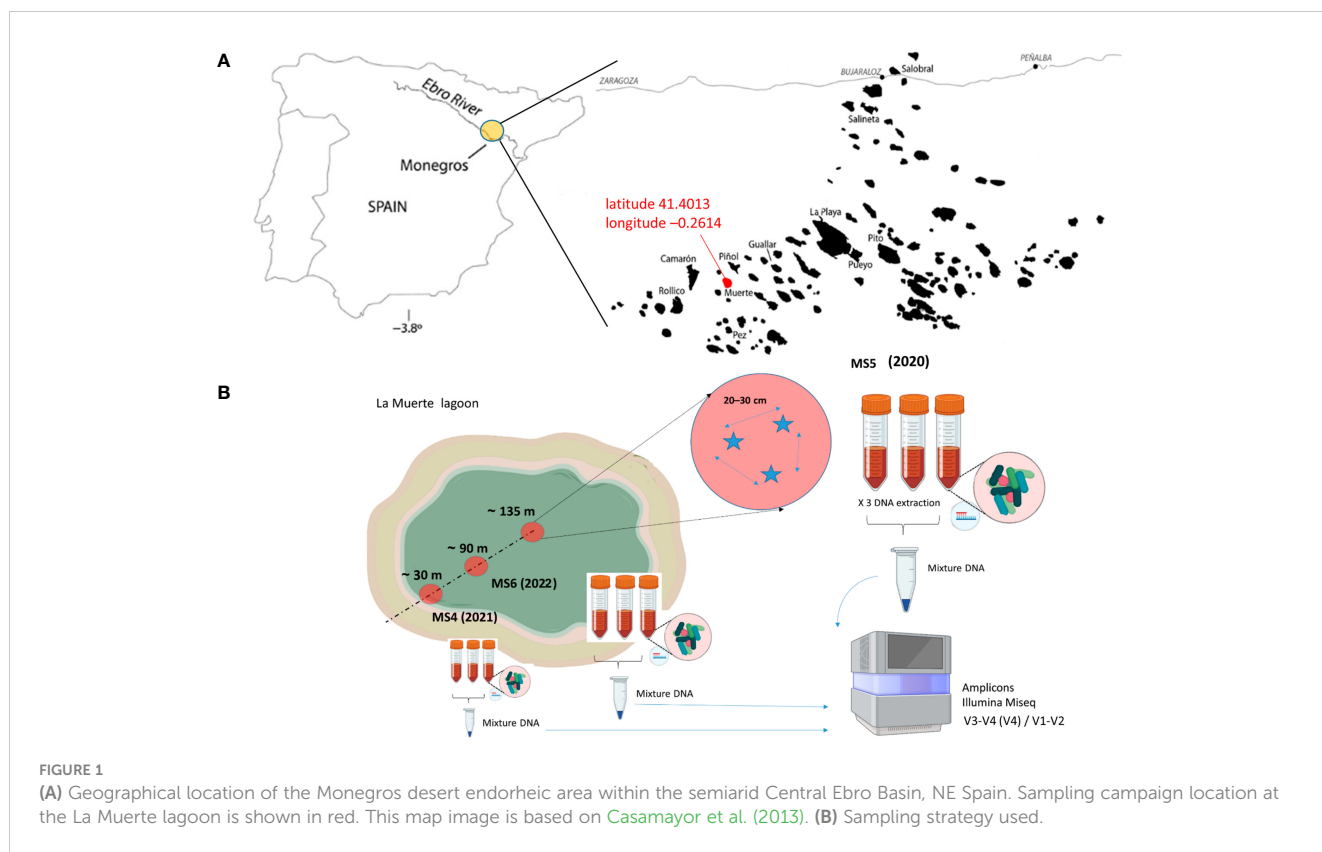 A
Ebro River
Monegros
SPAIN
−3.8º
ZARAGOZA
BUJARALOZ
PEÑALBA
Salobral
Salineta
latitude 41.4013
longitude −0.2614
La Playa
Pito
Pueyo
Guallar
Piñol
Camarón
Muerte
Rollico
Pez
B
La Muerte lagoon
20–30 cm
MS5 (2020)
X 3 DNA extraction
Mixture DNA
~ 135 m
~ 90 m
MS6 (2022)
~ 30 m
MS4 (2021)
Mixture DNA
Mixture DNA
Amplicons
Illumina Miseq
V3-V4 (V4) / V1-V2
FIGURE 1
(A) Geographical location of the Monegros desert endorheic area within the semiarid Central Ebro Basin, NE Spain. Sampling campaign location at
the La Muerte lagoon is shown in red. This map image is based on Casamayor et al. (2013). (B) Sampling strategy used.